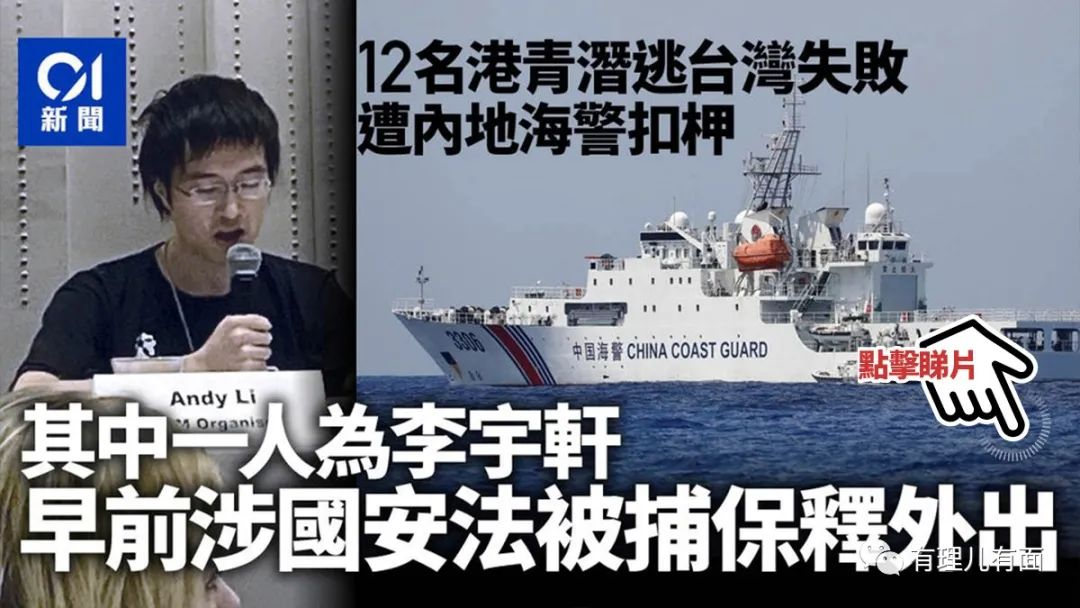 01
新聞
12名港青潛逃台灣失敗
遭內地海警扣柙
3306
中国海警 CHINA COAST GUARD
點擊睇片
Andy Li
M Organis
其中一人為李宇軒
早前涉國安法被捕保釋外出
有理儿有面